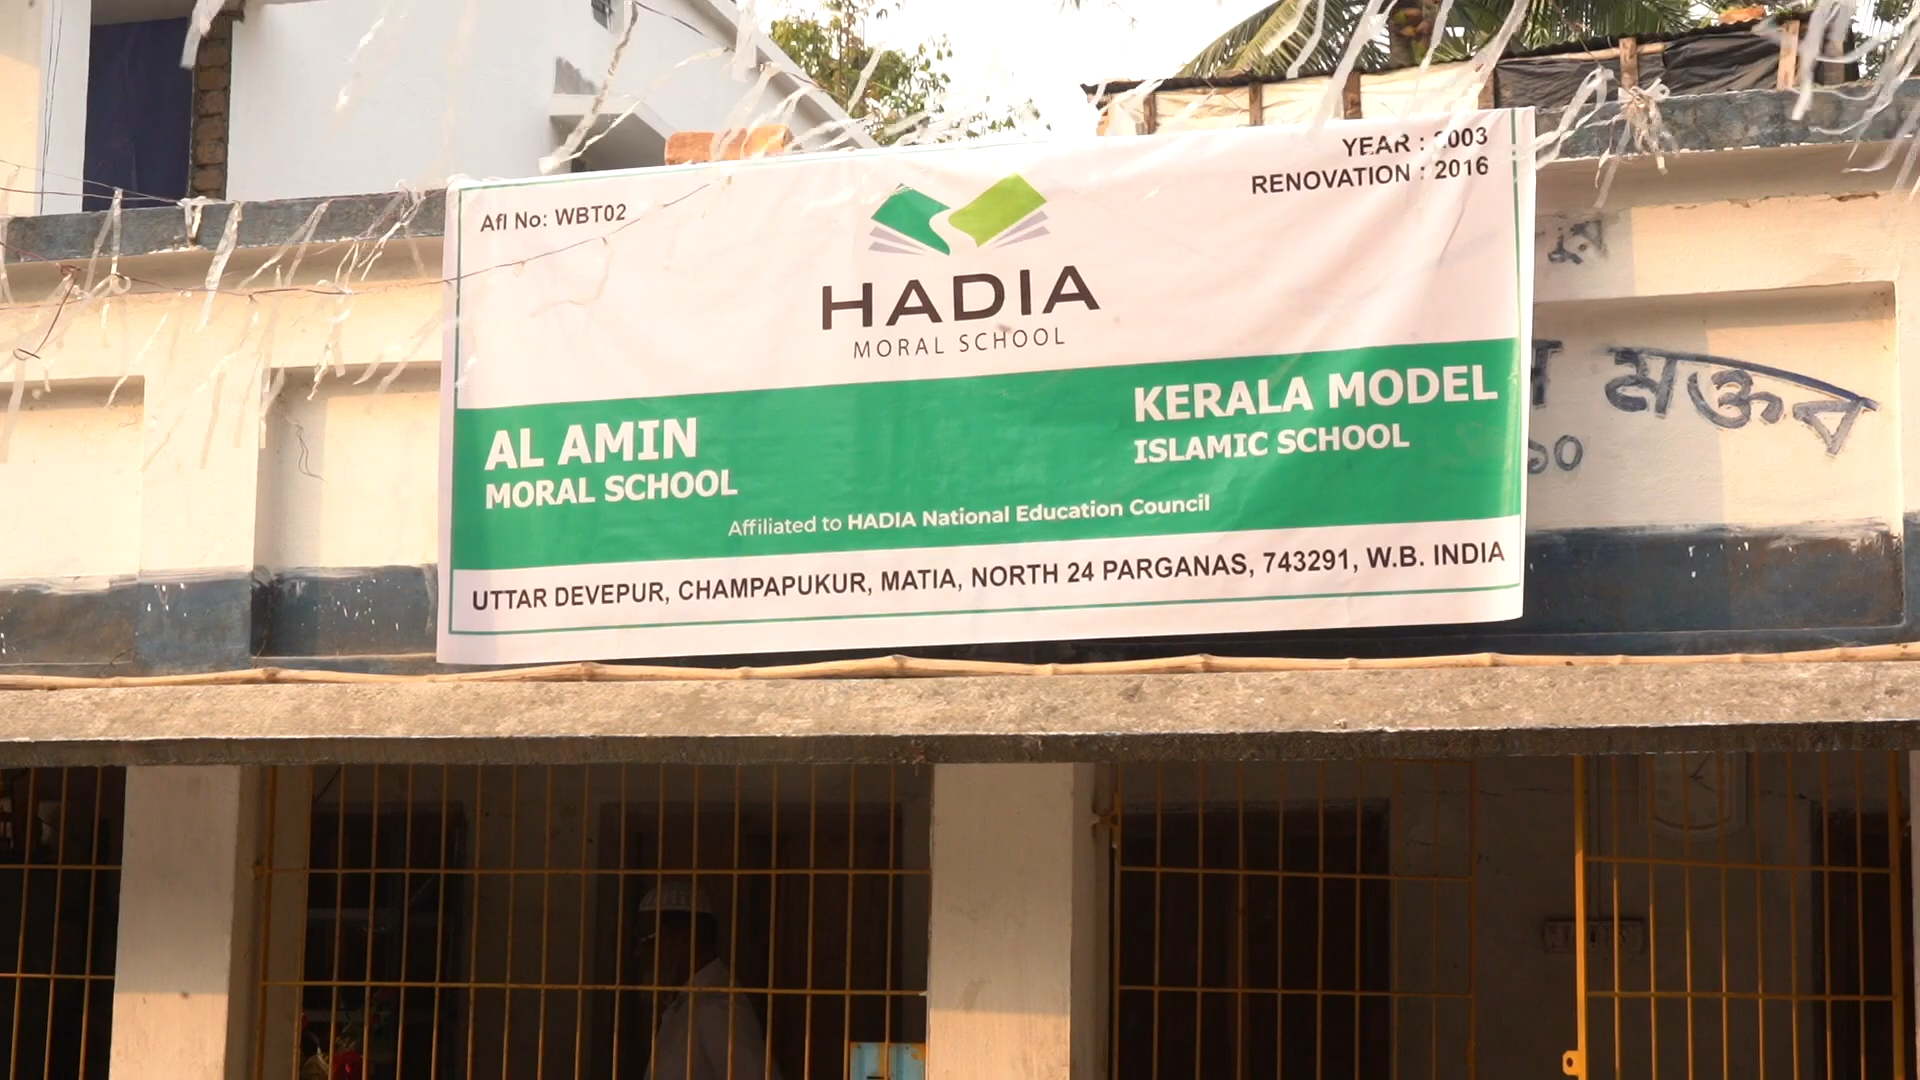 Afl No: WBT02
YEAR : 2003
RENOVATION : 2016
HADIA
MORAL SCHOOL
AL AMIN
MORAL SCHOOL
KERALA MODEL
ISLAMIC SCHOOL
Affiliated to HADIA National Education Council
UTTAR DEVEPUR, CHAMPAPUKUR, MATIA, NORTH 24 PARGANAS, 743291, W.B. INDIA
মক্তব